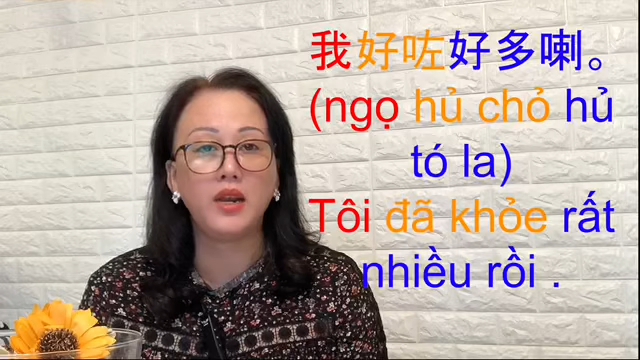 我好咗好多喇。
(ngọ hủ chỏ hủ
tó la)
Tôi đã khỏe rất
nhiều rồi .